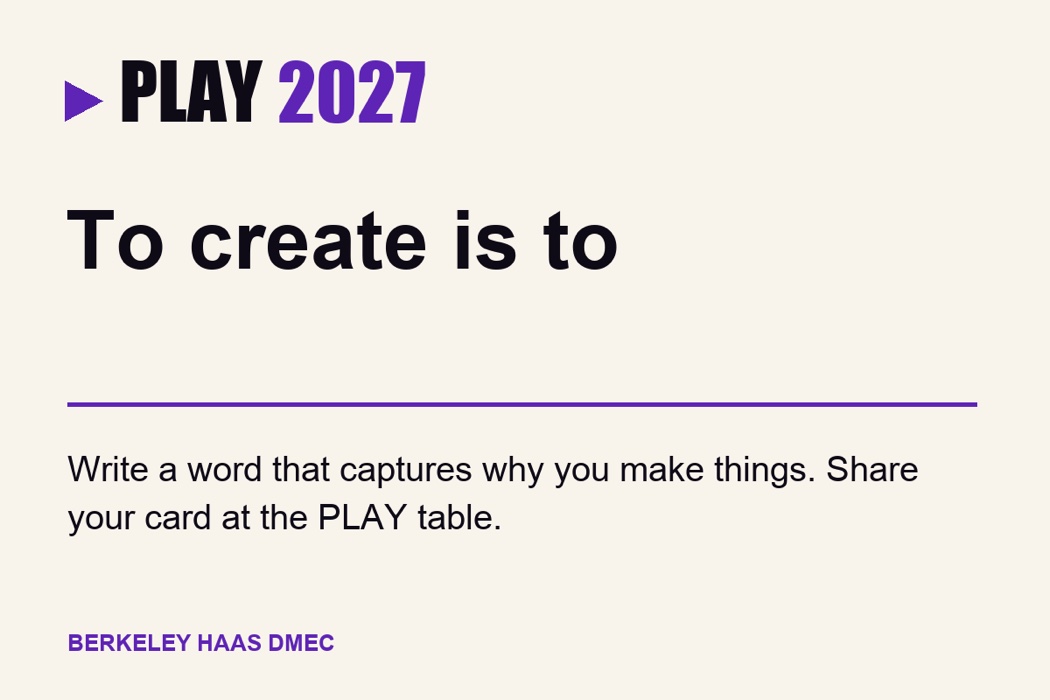 PLAY 2027
To create is to
Write a word that captures why you make things. Share
your card at the PLAY table.
BERKELEY HAAS DMEC